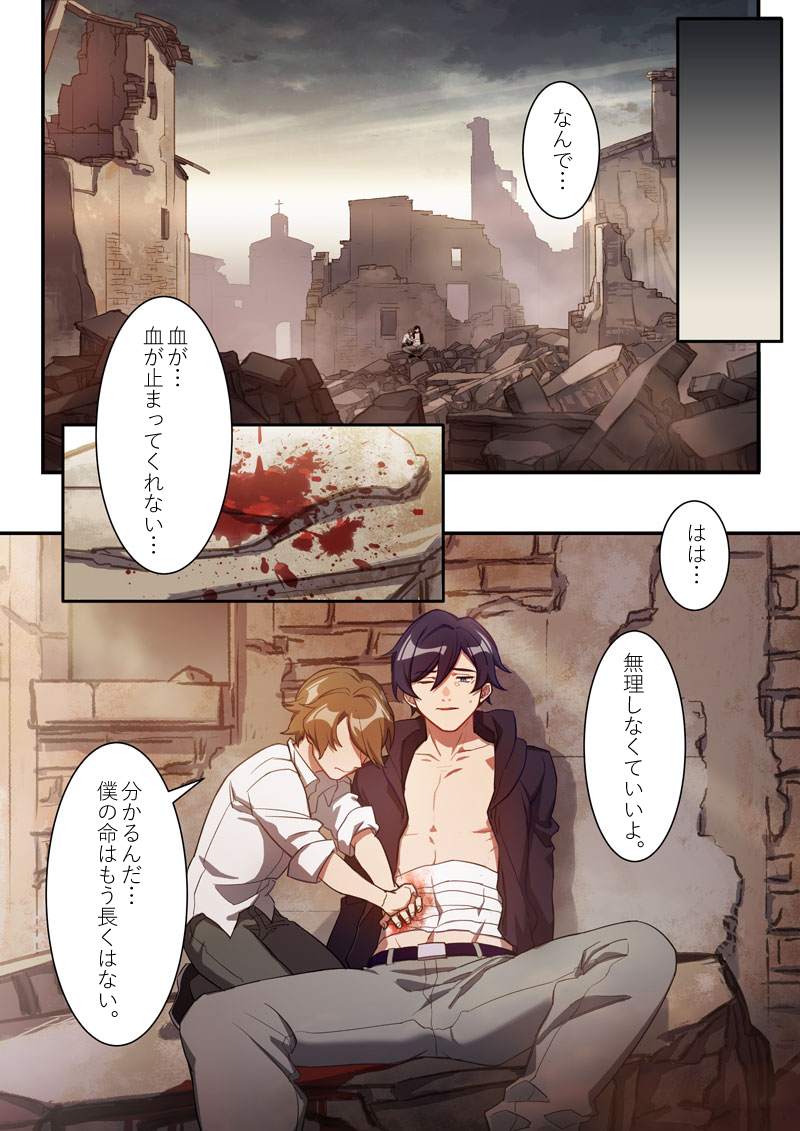 なんで…
血が…
血が止まってくれない…
はは…
無理しなくていいよ。
分かるんだ…
僕の命はもう長くはない。